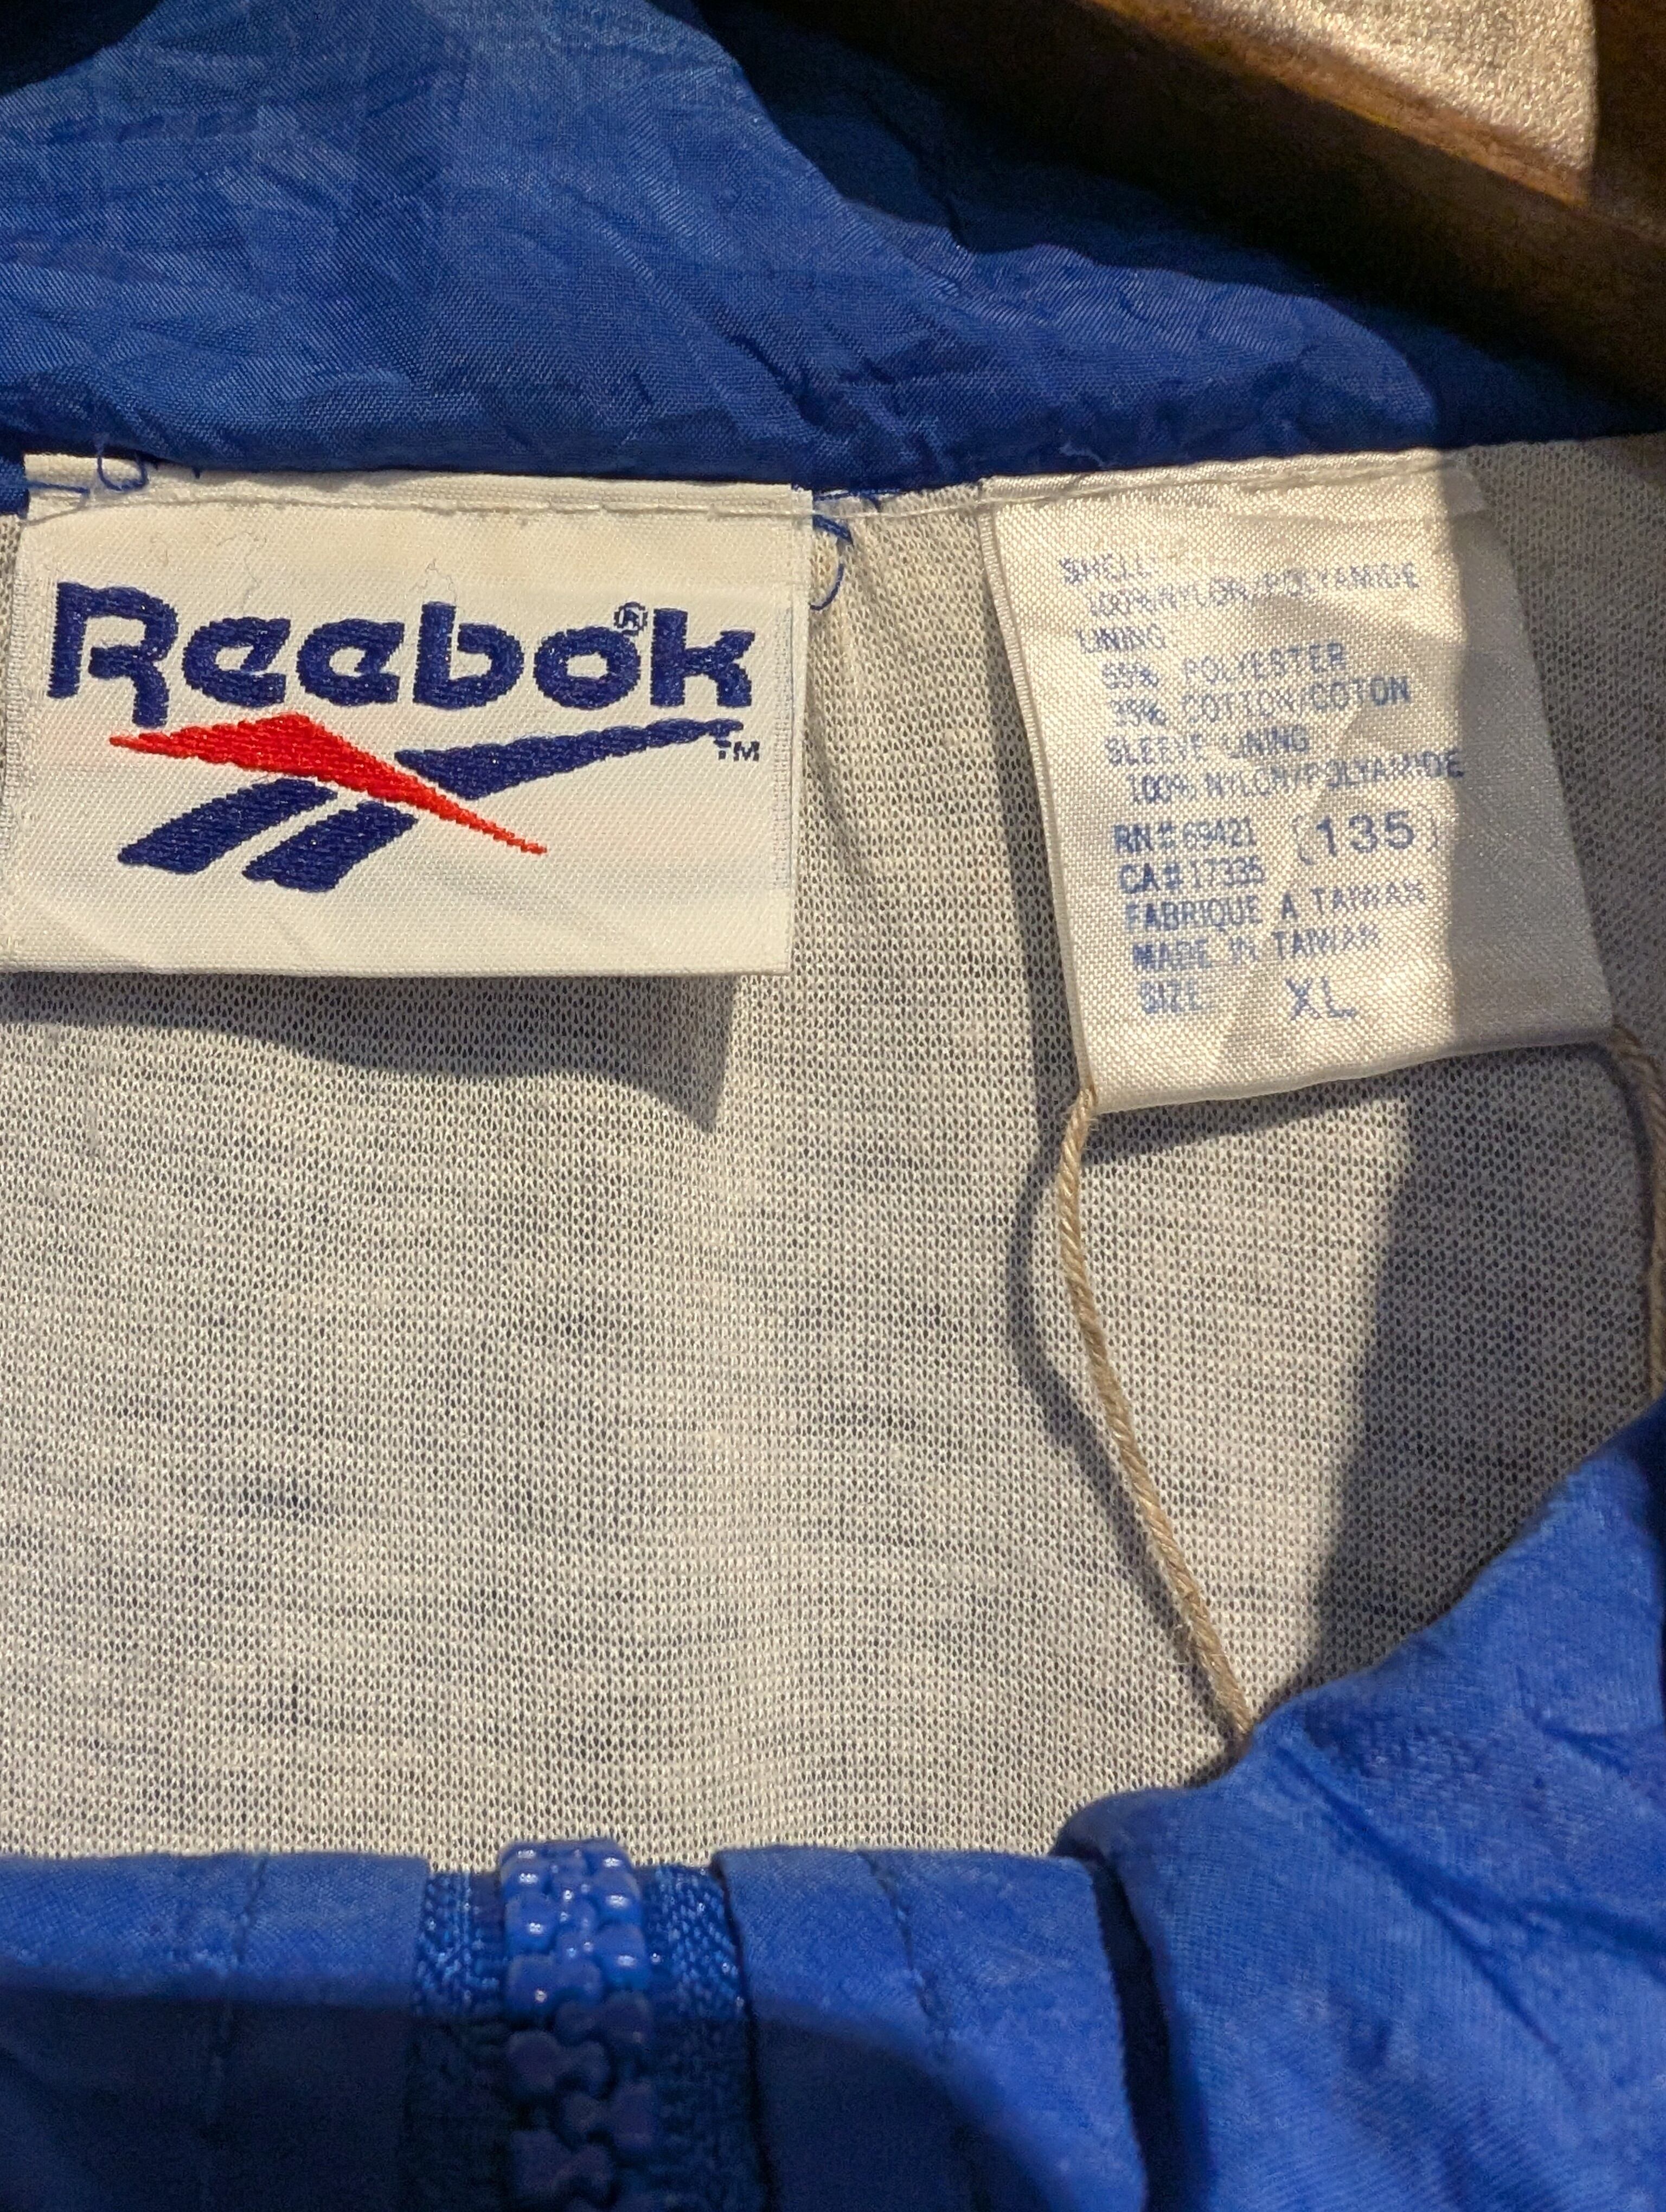 Reebok®
TM
SHELL:
100% NYLON/POLYAMIDE
LINING
65% POLYESTER
35% COTTON/COTON
SLEEVE LINING
100% NYLON/POLYAMIDE
RN# 69421 (135)
CA# 17335
FABRIQUE A TAIWAN
MADE IN TAIWAN
SIZE XL